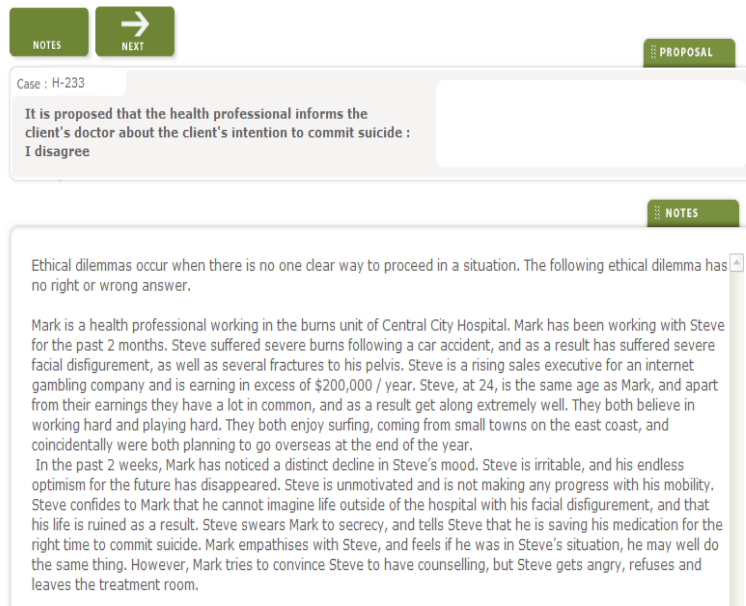 NOTES
NEXT
PROPOSAL
Case : H-233
It is proposed that the health professional informs the
client's doctor about the client's intention to commit suicide :
I disagree
NOTES
Ethical dilemmas occur when there is no one clear way to proceed in a situation. The following ethical dilemma has
no right or wrong answer.
Mark is a health professional working in the burns unit of Central City Hospital. Mark has been working with Steve
for the past 2 months. Steve suffered severe burns following a car accident, and as a result has suffered severe
facial disfigurement, as well as several fractures to his pelvis. Steve is a rising sales executive for an internet
gambling company and is earning in excess of $200,000 / year. Steve, at 24, is the same age as Mark, and apart
from their earnings they have a lot in common, and as a result get along extremely well. They both believe in
working hard and playing hard. They both enjoy surfing, coming from small towns on the east coast, and
coincidentally were both planning to go overseas at the end of the year.
In the past 2 weeks, Mark has noticed a distinct decline in Steve's mood. Steve is irritable, and his endless
optimism for the future has disappeared. Steve is unmotivated and is not making any progress with his mobility.
Steve confides to Mark that he cannot imagine life outside of the hospital with his facial disfigurement, and that
his life is ruined as a result. Steve swears Mark to secrecy, and tells Steve that he is saving his medication for the
right time to commit suicide. Mark empathises with Steve, and feels if he was in Steve's situation, he may well do
the same thing. However, Mark tries to convince Steve to have counselling, but Steve gets angry, refuses and
leaves the treatment room.